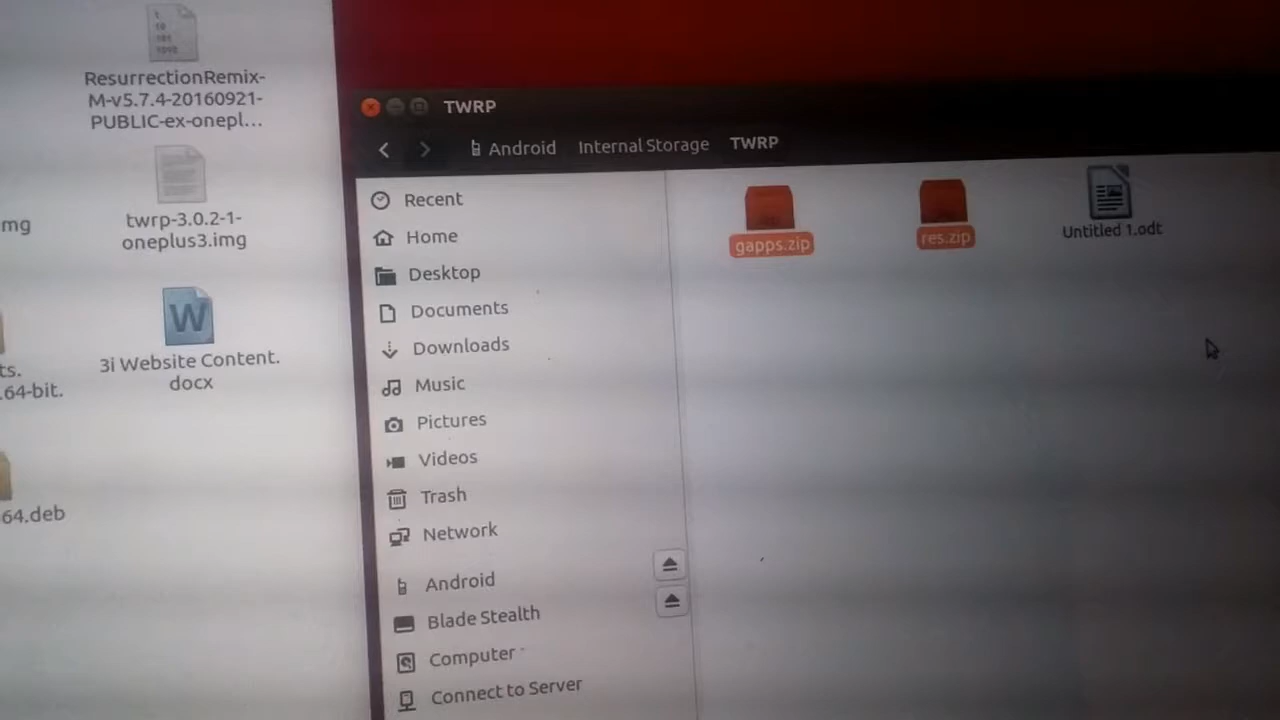 ResurrectionRemix-
M-v5.7.4-20160921-
PUBLIC-ex-onepl...
mg
twrp-3.0.2-1-
oneplus3.img
3i Website Content.
docx
ts.
.64-bit.
64.deb
TWRP
Android
Internal Storage
TWRP
Recent
Home
Desktop
Documents
Downloads
Music
Pictures
Videos
Trash
Network
Android
Blade Stealth
Computer
Connect to Server
gapps.zip
res.zip
Untitled 1.odt